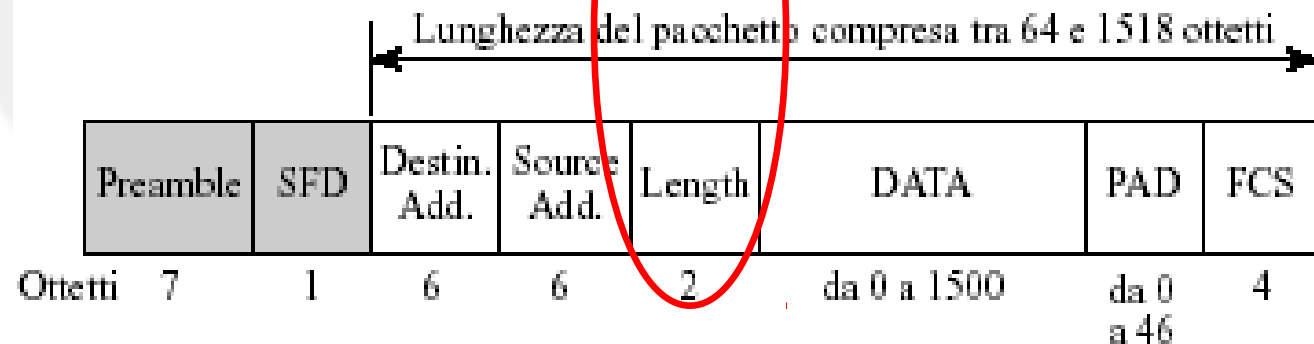 Lunghezza del pacchetto compresa tra 64 e 1518 ottetti
Preamble SFD Destin. Add. Source Add. Length DATA PAD FCS
Ottetti 7 1 6 6 2 da 0 a 1500 da 0 a 46 4